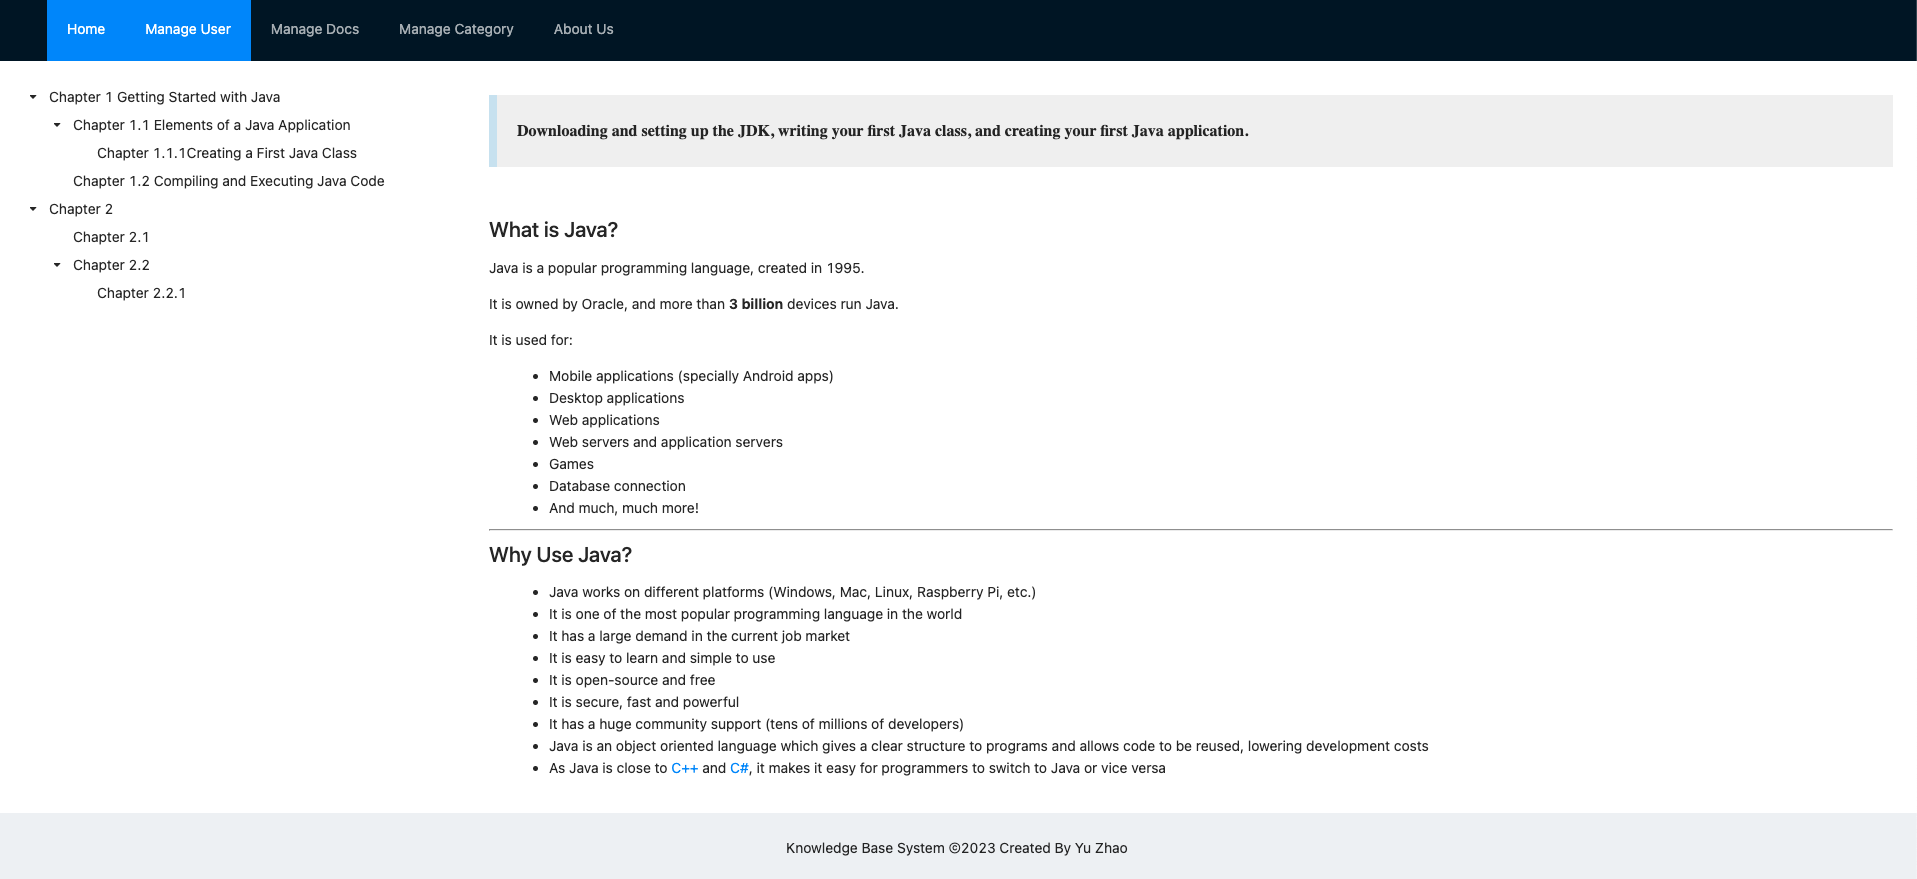 Home Manage User Manage Docs Manage Category About Us
Chapter 1 Getting Started with Java
Chapter 1.1 Elements of a Java Application
Chapter 1.1.1Creating a First Java Class
Chapter 1.2 Compiling and Executing Java Code
Chapter 2
Chapter 2.1
Chapter 2.2
Chapter 2.2.1
Downloading and setting up the JDK, writing your first Java class, and creating your first Java application.
What is Java?
Java is a popular programming language, created in 1995.
It is owned by Oracle, and more than 3 billion devices run Java.
It is used for:
• Mobile applications (specially Android apps)
• Desktop applications
• Web applications
• Web servers and application servers
• Games
• Database connection
• And much, much more!
Why Use Java?
• Java works on different platforms (Windows, Mac, Linux, Raspberry Pi, etc.)
• It is one of the most popular programming language in the world
• It has a large demand in the current job market
• It is easy to learn and simple to use
• It is open-source and free
• It is secure, fast and powerful
• It has a huge community support (tens of millions of developers)
• Java is an object oriented language which gives a clear structure to programs and allows code to be reused, lowering development costs
• As Java is close to C++ and C#, it makes it easy for programmers to switch to Java or vice versa
Knowledge Base System ©2023 Created By Yu Zhao